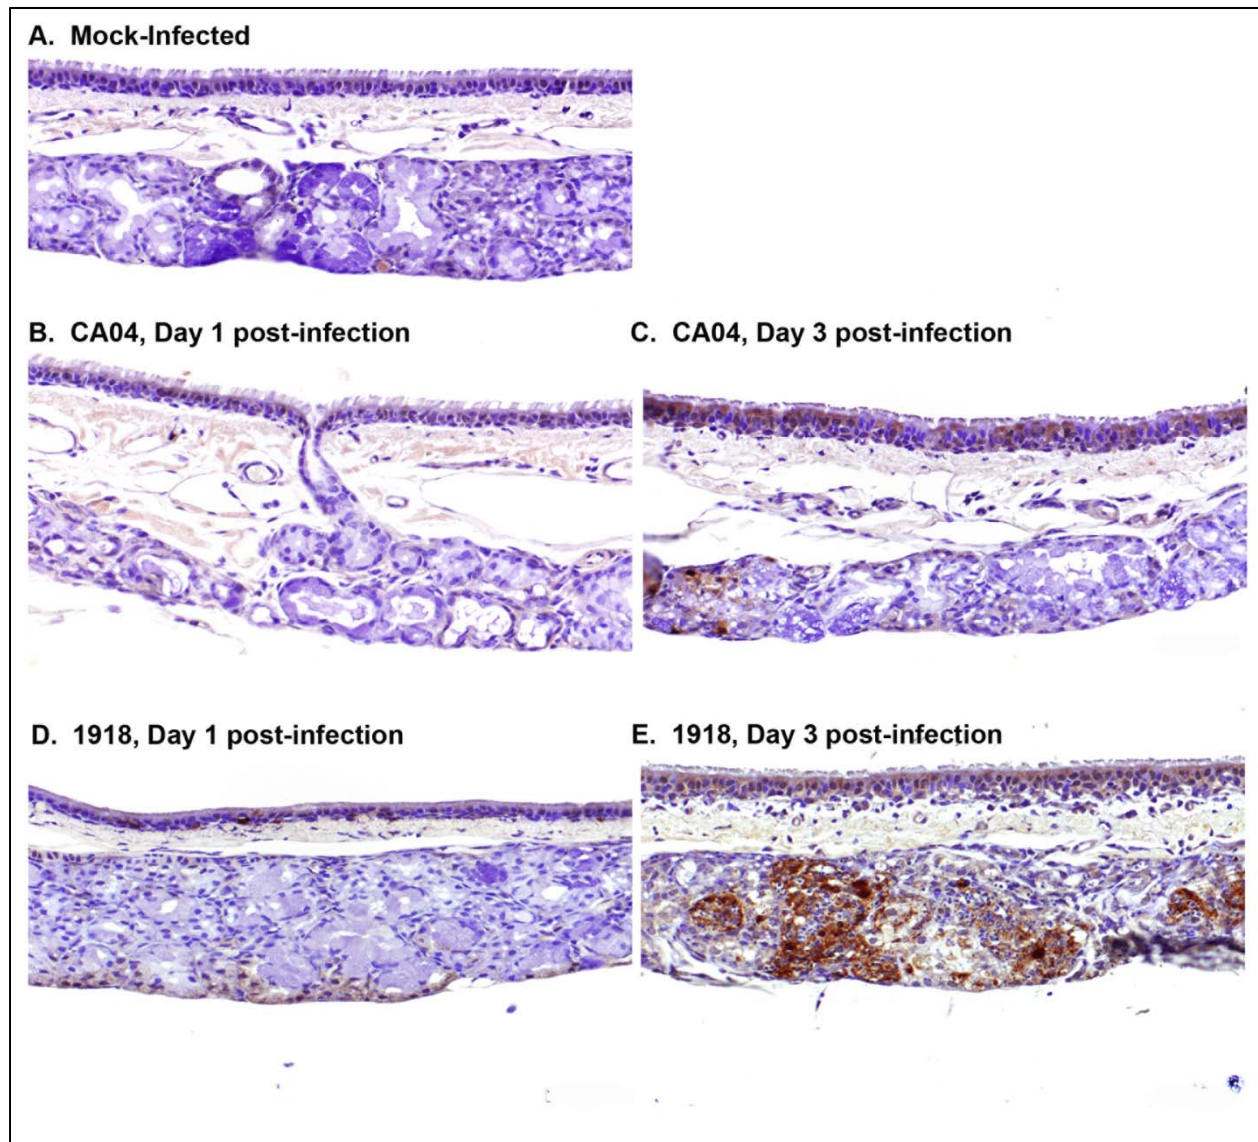 A. Mock-Infected
B. CA04, Day 1 post-infection
C. CA04, Day 3 post-infection
D. 1918, Day 1 post-infection
E. 1918, Day 3 post-infection